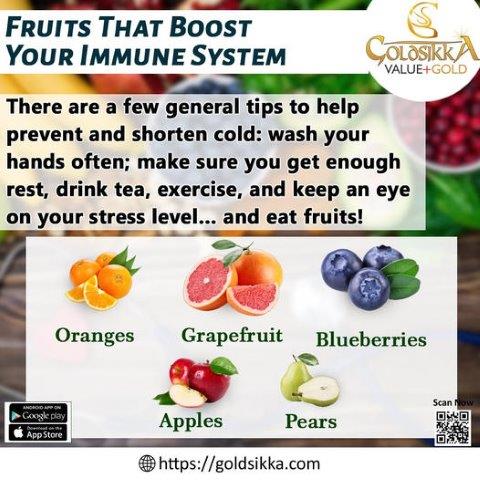 Fruits That Boost
Your Immune System
GOLDSIKKA
VALUE+GOLD
There are a few general tips to help
prevent and shorten cold: wash your
hands often; make sure you get enough
rest, drink tea, exercise, and keep an eye
on your stress level... and eat fruits!
Oranges
Grapefruit
Blueberries
Apples
Pears
ANDROID APP ON
Google play
Download on the
App Store
Scan Now
https://goldsikka.com